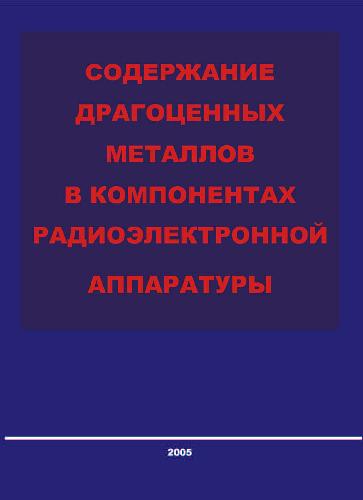 СОДЕРЖАНИЕ
ДРАГОЦЕННЫХ
МЕТАЛЛОВ
В КОМПОНЕНТАХ
РАДИОЭЛЕКТРОННОЙ
АППАРАТУРЫ
2005